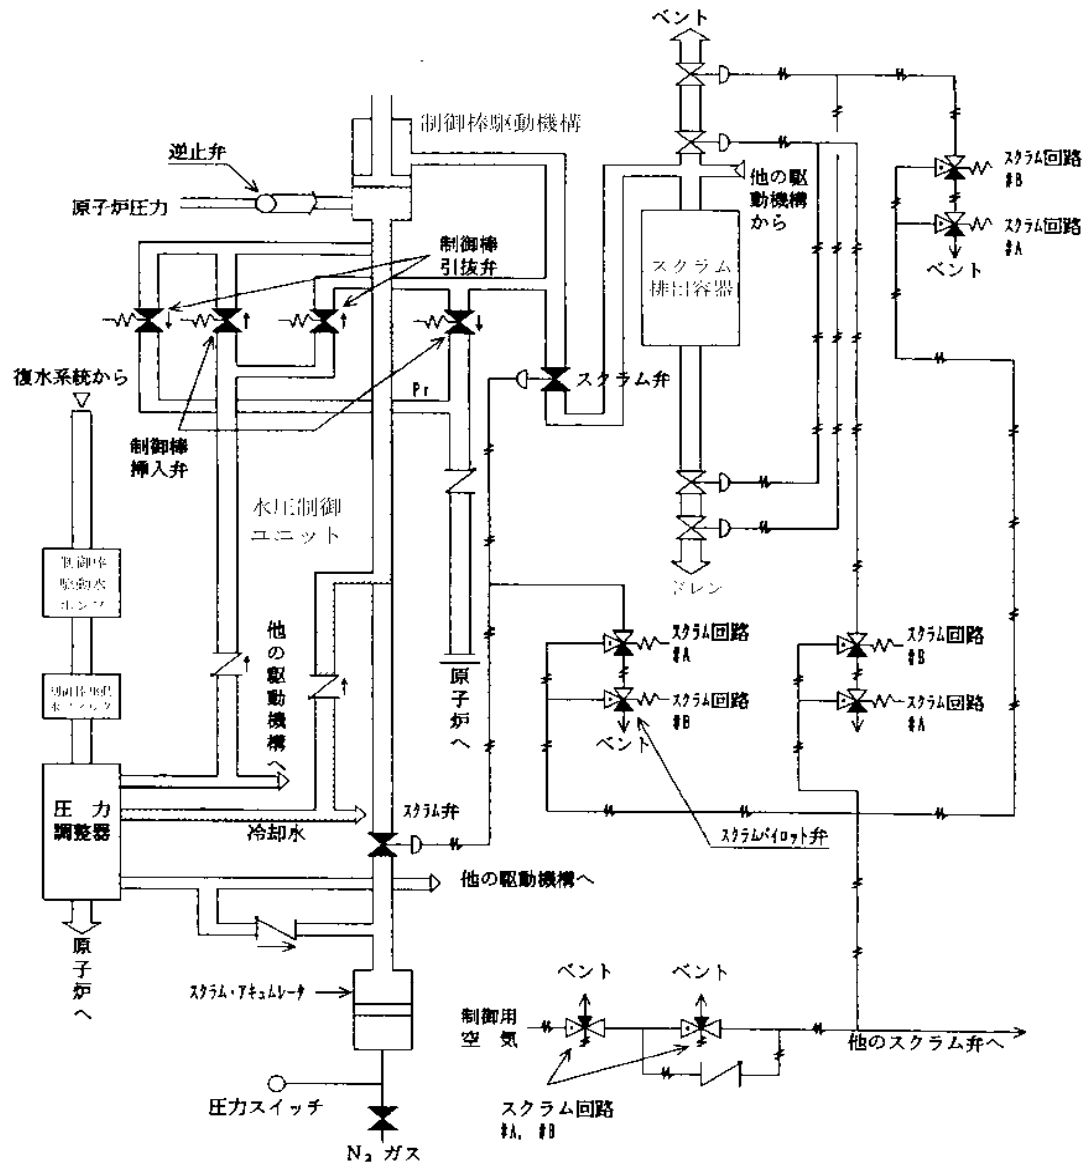 ベント
制御棒駆動機構
逆止弁
原子炉圧力
他の駆
動機構
から
スクラム回路
#B
スクラム回路
#A
ベント
制御棒
引抜弁
スクラム
排出容器
復水系統から
Pr
スクラム弁
制御棒
挿入弁
水圧制御
ユニット
制御棒
駆動水
ポンプ
ドレン
他の駆動機構へ
原子炉へ
スクラム回路
#A
スクラム回路
#B
ベント
スクラム回路
#B
スクラム回路
#A
圧力
調整器
冷却水
スクラム弁
スクラムパイロット弁
他の駆動機構へ
原子炉へ
スクラム・アキュムレータ
ベント
ベント
制御用
空気
他のスクラム弁へ
圧力スイッチ
スクラム回路
#A, #B
N₂ ガス